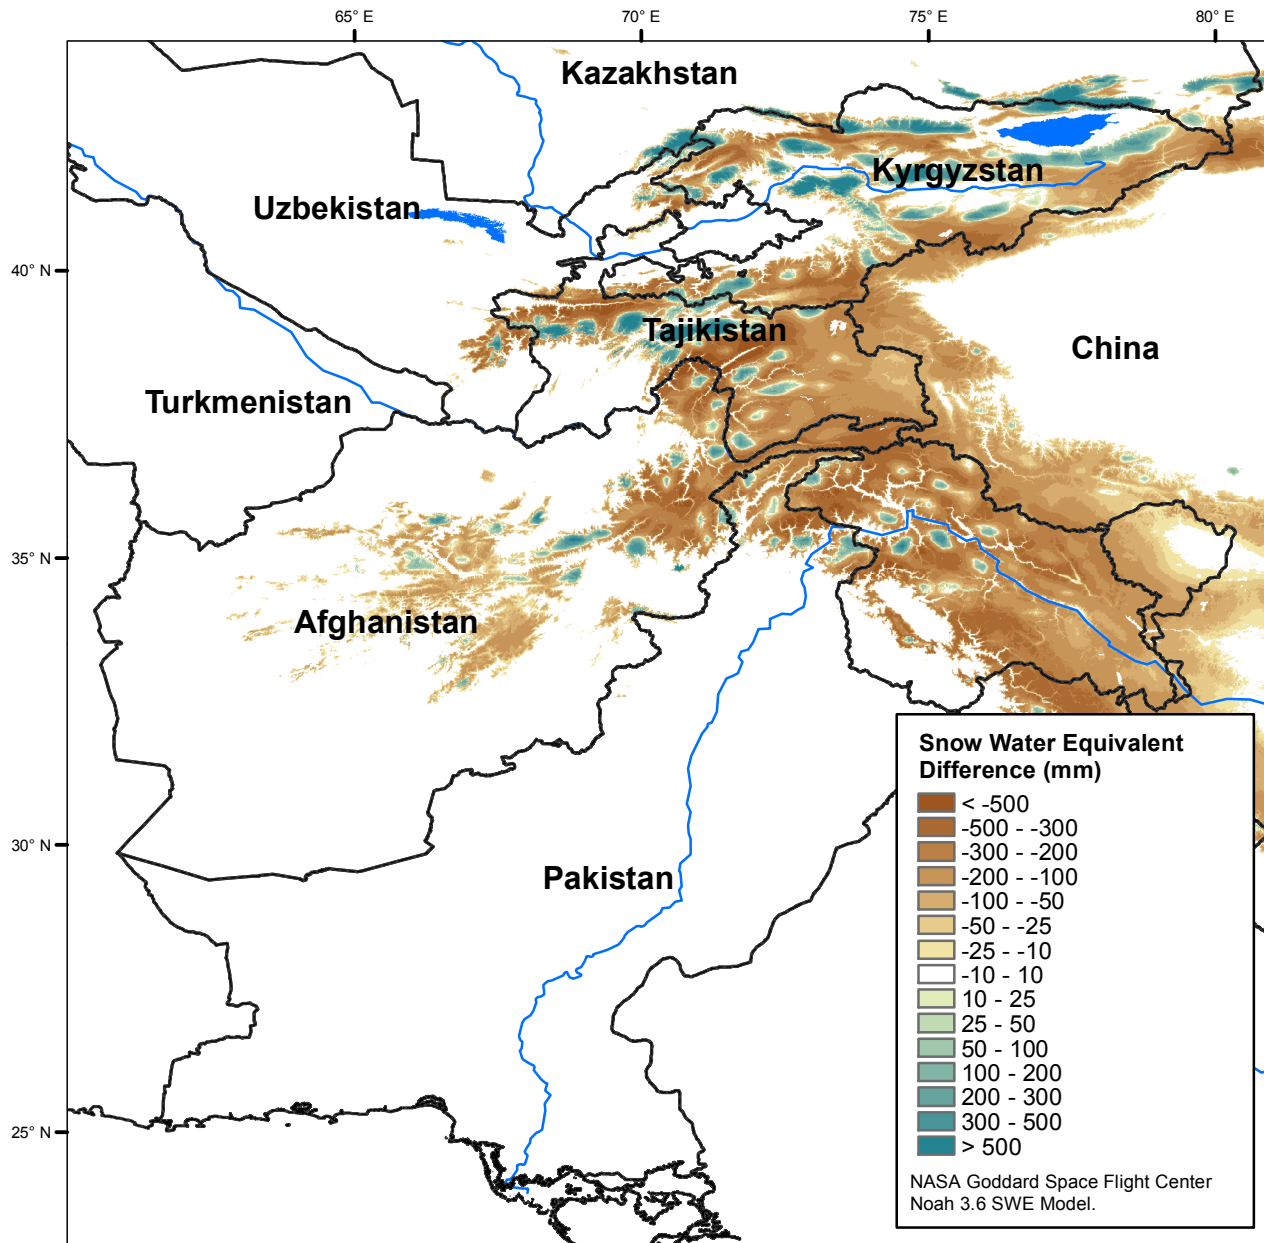 65° E
70° E
75° E
80° E
Kazakhstan
Kyrgyzstan
Uzbekistan
40° N
Tajikistan
China
Turkmenistan
35° N
Afghanistan
30° N
Pakistan
25° N
Snow Water Equivalent
Difference (mm)
< -500
-500 - -300
-300 - -200
-200 - -100
-100 - -50
-50 - -25
-25 - -10
-10 - 10
10 - 25
25 - 50
50 - 100
100 - 200
200 - 300
300 - 500
> 500
NASA Goddard Space Flight Center
Noah 3.6 SWE Model.